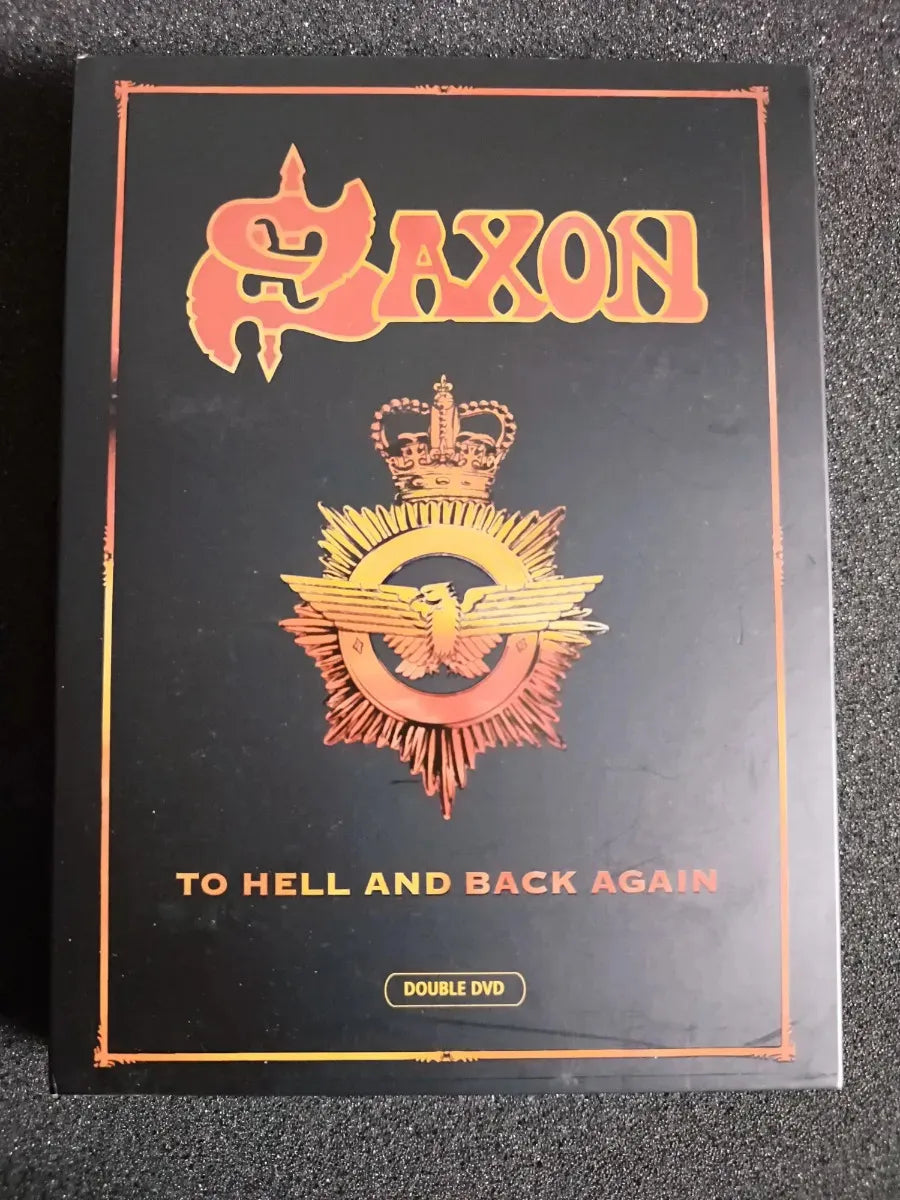 SAXON
TO HELL AND BACK AGAIN
DOUBLE DVD